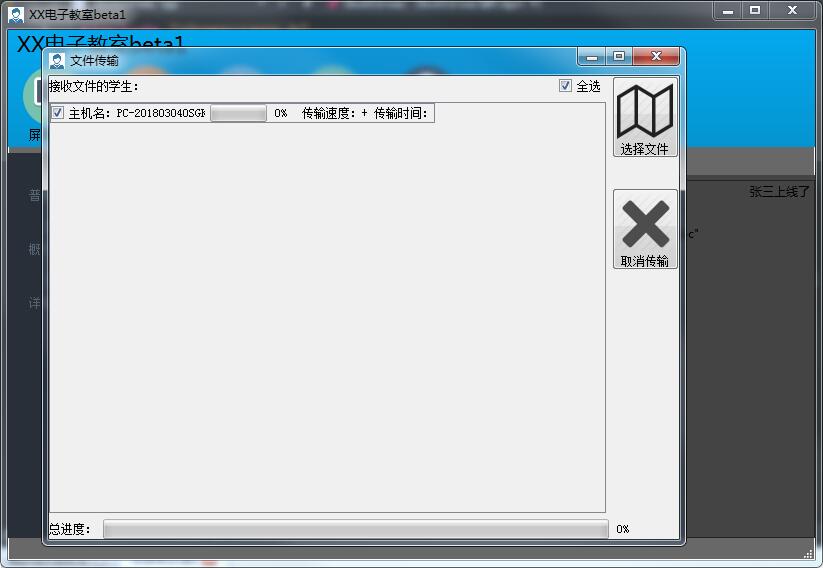 XX电子教室beta1
XX电子教室beta1
文件传输
接收文件的学生：
全选
主机名：PC-201803040SGH 0% 传输速度：+ 传输时间：
选择文件
屏
普
张三上线了
c"
概
取消传输
详
总进度：
0%